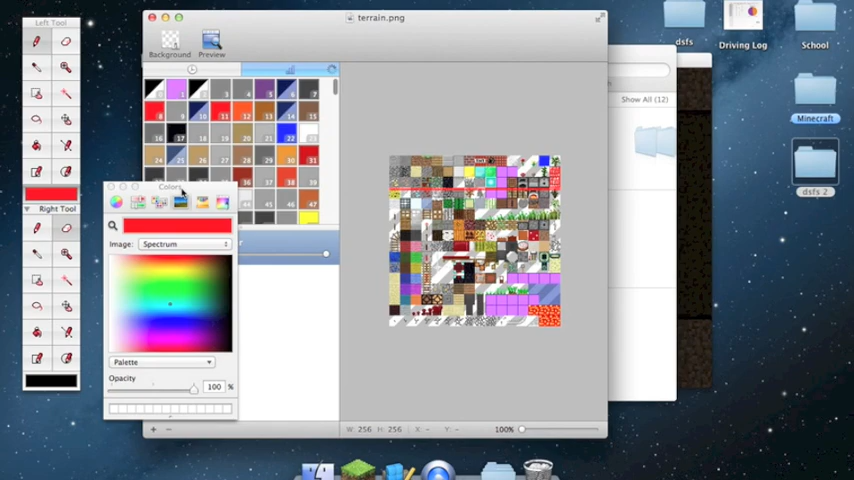 Left Tool
terrain.png
Background
Preview
dsfs
Driving Log
School
Show All (12)
Minecraft
dsfs 2
Colors
Right Tool
Image: Spectrum
Palette
Opacity
100 %
W: 256 H: 256 X: - Y: - 100%